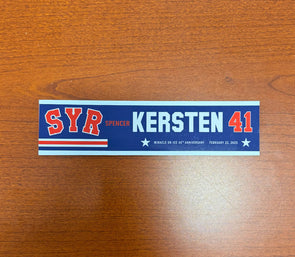 SYR SPENCER KERSTEN 41
MIRACLE ON ICE 45TH ANNIVERSARY FEBRUARY 22, 2025